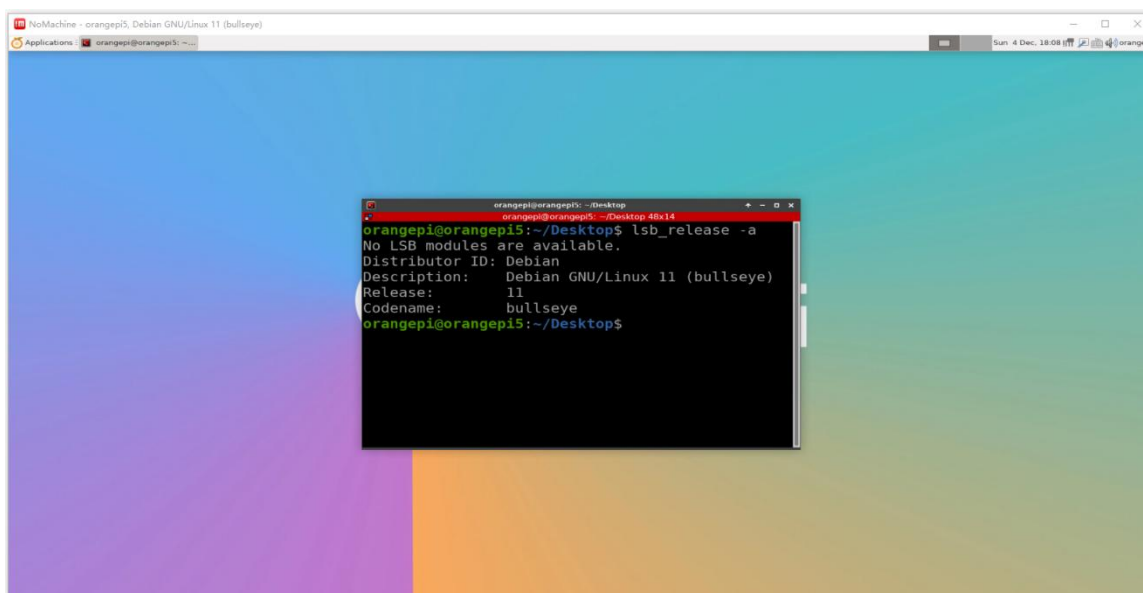 NoMachine - orangepi5, Debian GNU/Linux 11 (bullseye)
Applications : orangepi@orangepi5: ~...
Sun 4 Dec, 18:08 orange
orangepi@orangepi5: ~/Desktop
orangepi@orangepi5: ~/Desktop 48x14
orangepi@orangepi5:~/Desktop$ lsb_release -a
No LSB modules are available.
Distributor ID: Debian
Description:    Debian GNU/Linux 11 (bullseye)
Release:        11
Codename:       bullseye
orangepi@orangepi5:~/Desktop$